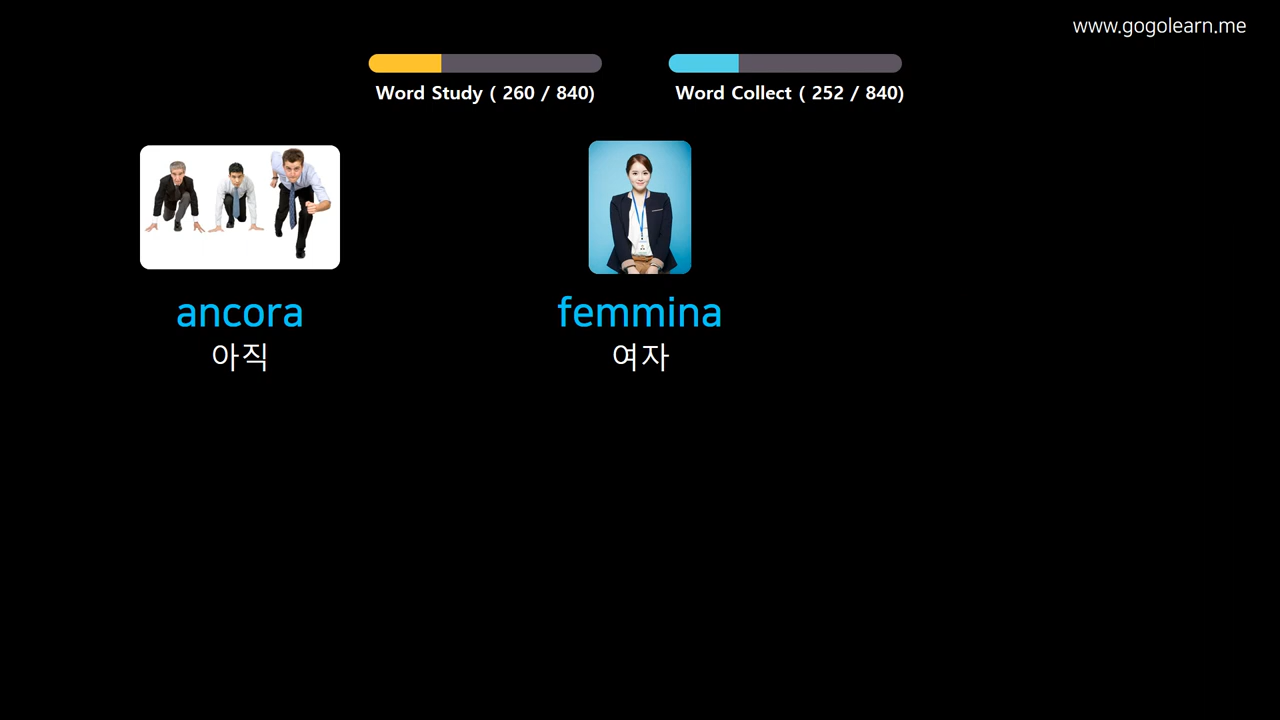 www.gogolearn.me
Word Study ( 260 / 840)
Word Collect ( 252 / 840)
ancora
아직
femmina
여자